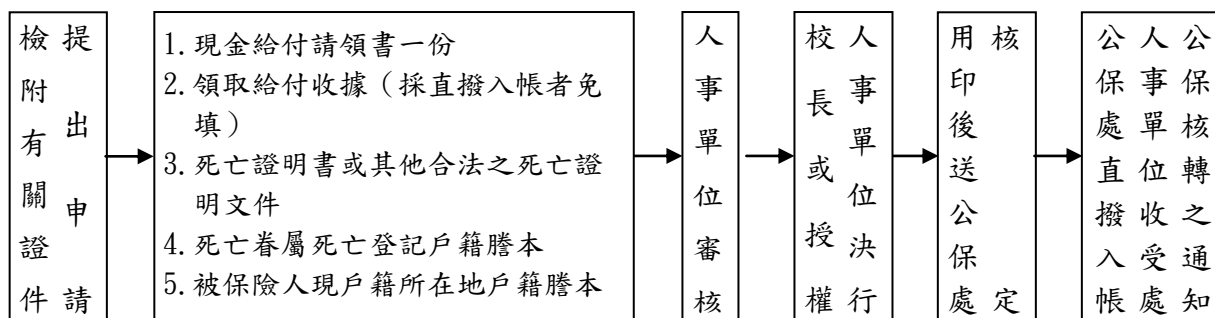 提出申請
檢附有關證件
1. 現金給付請領書一份
2. 領取給付收據（採直撥入帳者免
填）
3. 死亡證明書或其他合法之死亡證
明文件
4. 死亡眷屬死亡登記戶籍謄本
5. 被保險人現戶籍所在地戶籍謄本
人事單位審核
校長或授權
人事單位決行
核定
用印後送公保處
公保核轉之通知
人事單位收受處
公保處直撥入帳